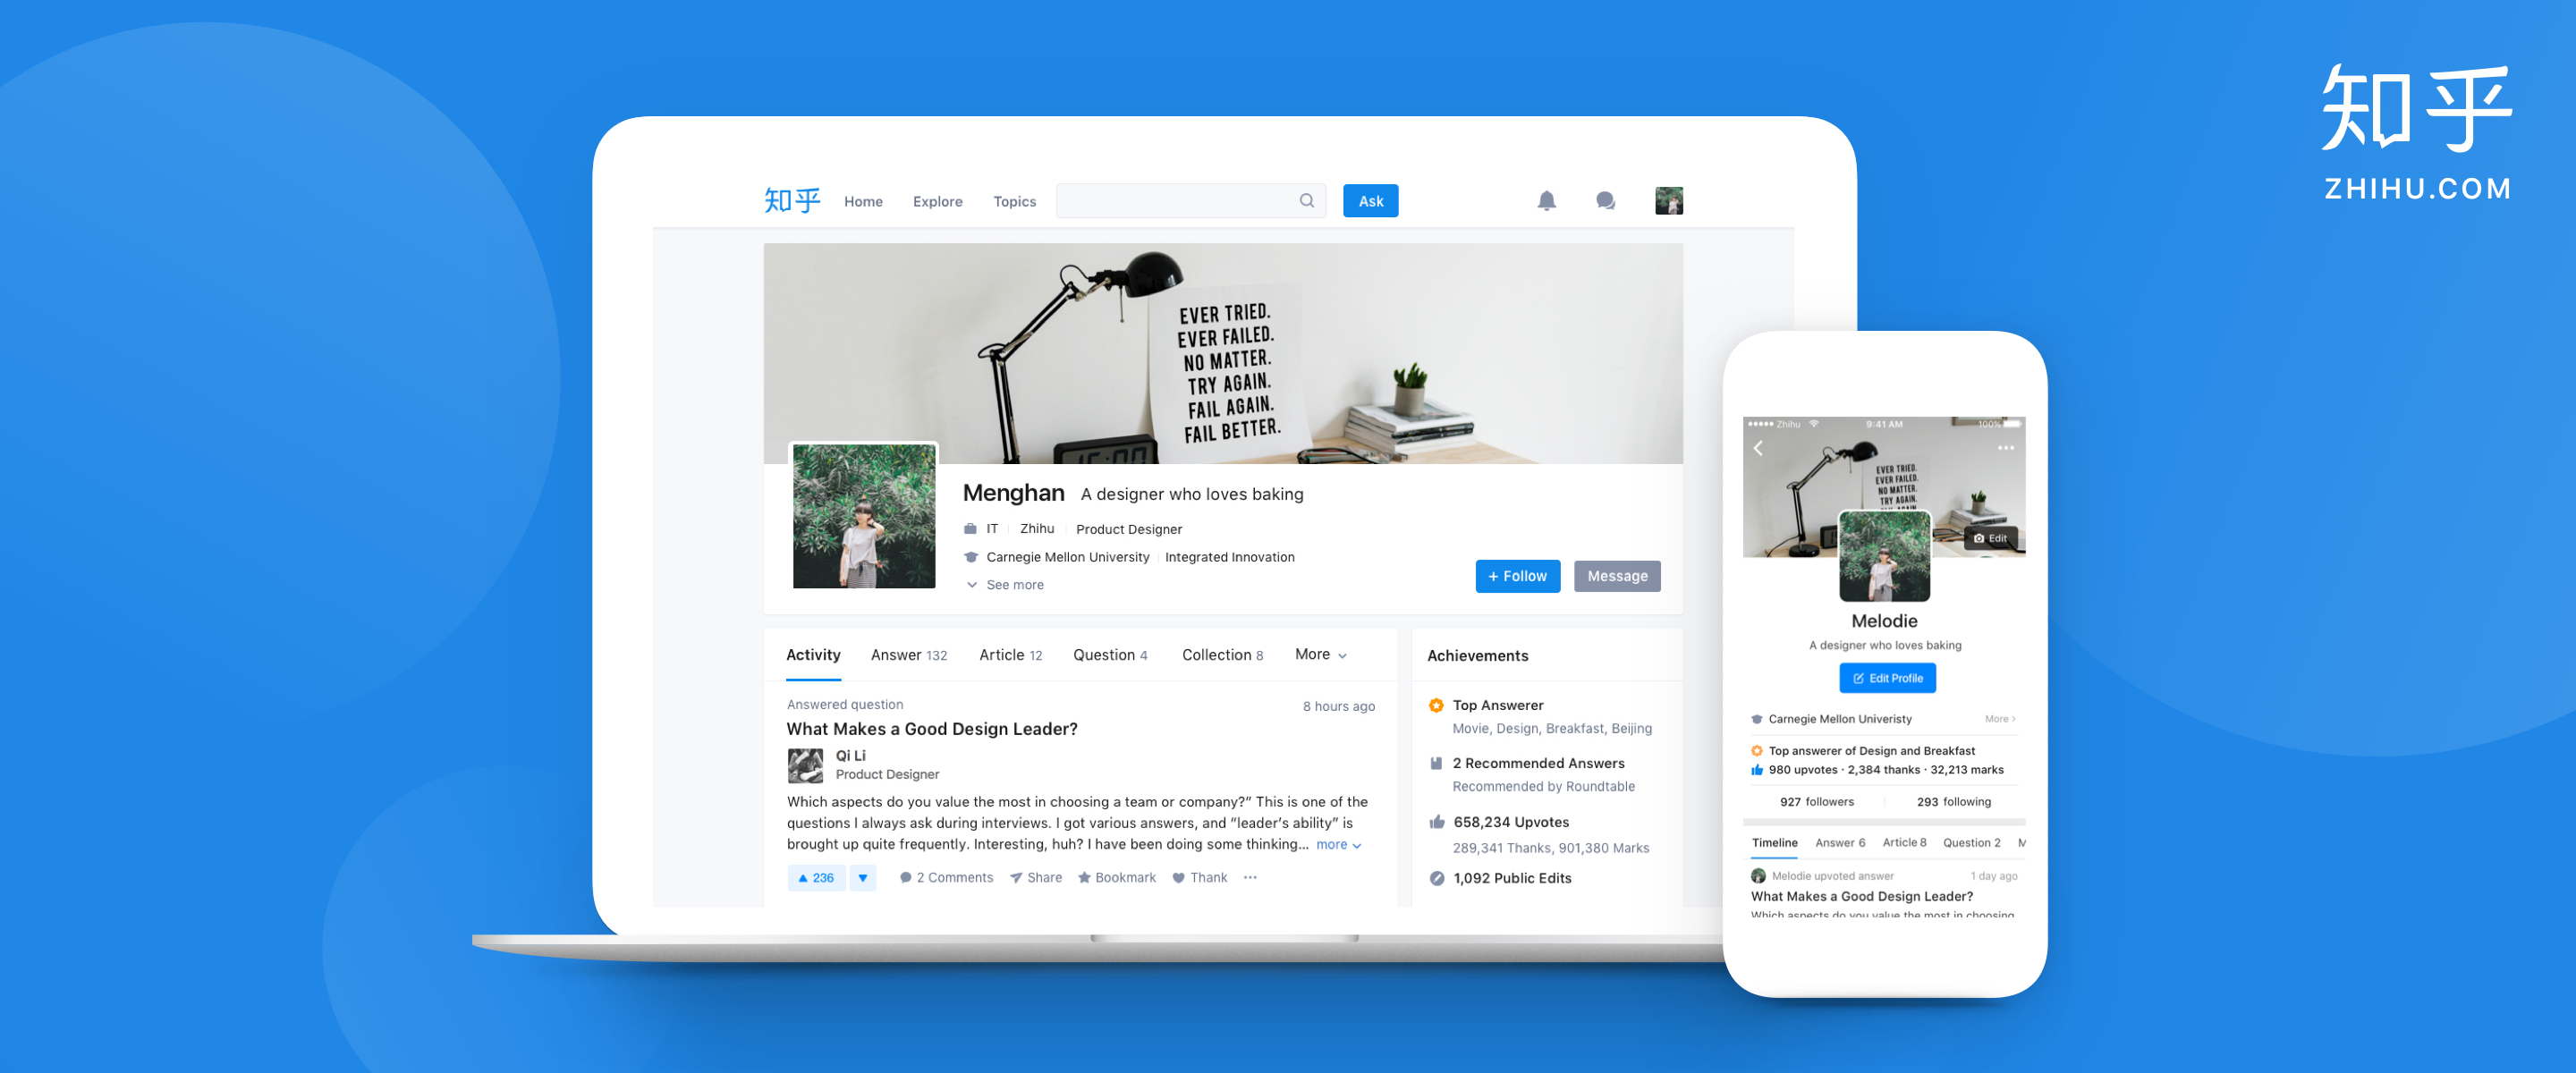 知乎
ZHIHU.COM
知乎 Home Explore Topics Ask
EVER TRIED.
EVER FAILED.
NO MATTER.
TRY AGAIN.
FAIL AGAIN.
FAIL BETTER.
Menghan A designer who loves baking
IT Zhihu Product Designer
Carnegie Mellon University Integrated Innovation
See more
+ Follow Message
Activity Answer 132 Article 12 Question 4 Collection 8 More
Answered question 8 hours ago
What Makes a Good Design Leader?
Qi Li
Product Designer
Which aspects do you value the most in choosing a team or company?” This is one of the
questions I always ask during interviews. I got various answers, and “leader’s ability” is
brought up quite frequently. Interesting, huh? I have been doing some thinking... more
236 2 Comments Share Bookmark Thank ···
Achievements
Top Answerer
Movie, Design, Breakfast, Beijing
2 Recommended Answers
Recommended by Roundtable
658,234 Upvotes
289,341 Thanks, 901,380 Marks
1,092 Public Edits
Zhihu 9:41 AM 100%
EVER TRIED.
EVER FAILED.
NO MATTER.
TRY AGAIN.
Edit
Melodie
A designer who loves baking
Edit Profile
Carnegie Mellon Univeristy More
Top answerer of Design and Breakfast
980 upvotes · 2,384 thanks · 32,213 marks
927 followers 293 following
Timeline Answer 6 Article 8 Question 2 M
Melodie upvoted answer 1 day ago
What Makes a Good Design Leader?
Which aspects do you value the most in choosing